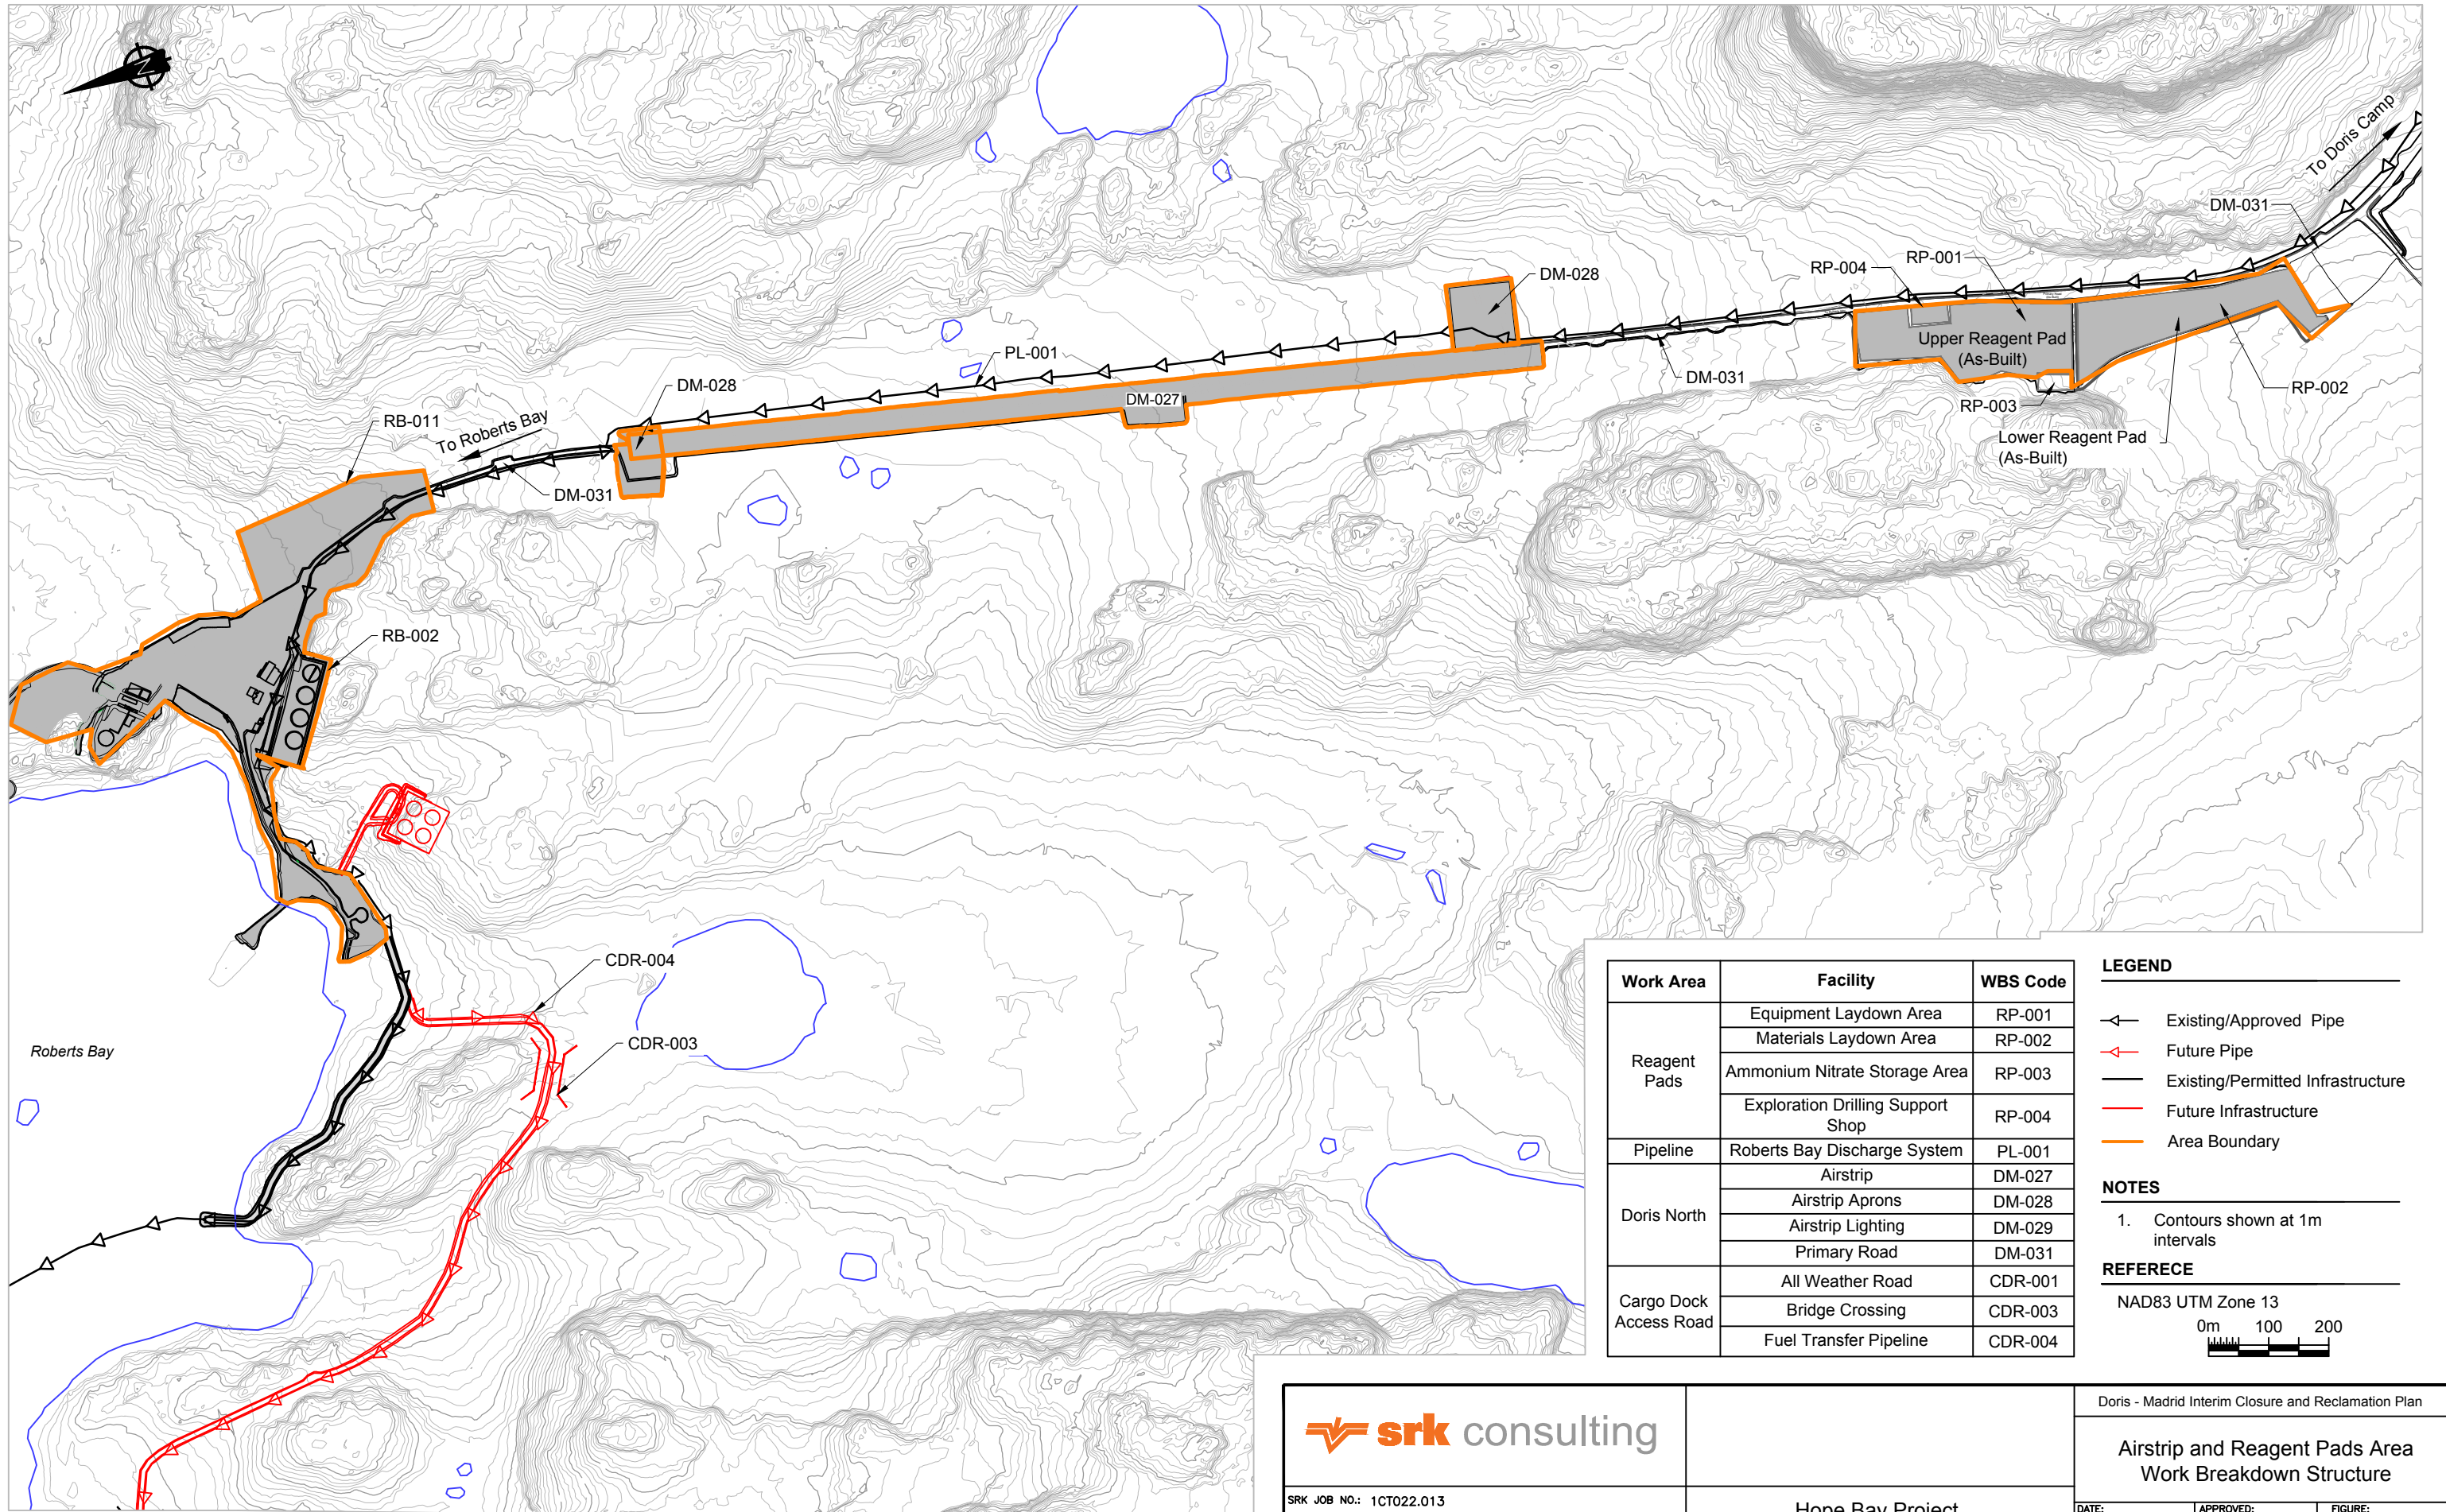 N
To Doris Camp
DM-031
RP-001
RP-004
DM-028
Upper Reagent Pad
(As-Built)
PL-001
DM-031
DM-028
RP-002
DM-027
RP-003
RB-011
To Roberts Bay
Lower Reagent Pad
(As-Built)
DM-031
RB-002
CDR-004
CDR-003
Roberts Bay
Work Area Facility WBS Code
Reagent Pads
Equipment Laydown Area RP-001
Materials Laydown Area RP-002
Ammonium Nitrate Storage Area RP-003
Exploration Drilling Support Shop RP-004
Pipeline Roberts Bay Discharge System PL-001
Doris North
Airstrip DM-027
Airstrip Aprons DM-028
Airstrip Lighting DM-029
Primary Road DM-031
Cargo Dock Access Road
All Weather Road CDR-001
Bridge Crossing CDR-003
Fuel Transfer Pipeline CDR-004
LEGEND
Existing/Approved Pipe
Future Pipe
Existing/Permitted Infrastructure
Future Infrastructure
Area Boundary
NOTES
1. Contours shown at 1m
intervals
REFERECE
NAD83 UTM Zone 13
0m 100 200
srk consulting
SRK JOB NO.: 1CT022.013
Hope Bay Project
Doris - Madrid Interim Closure and Reclamation Plan
Airstrip and Reagent Pads Area
Work Breakdown Structure
DATE: APPROVED: FIGURE: